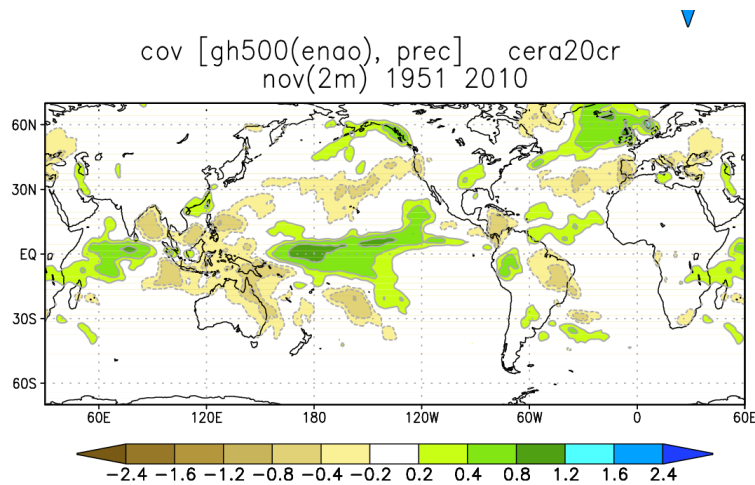 cov [gh500(enao), prec] cera20cr
nov(2m) 1951 2010
60N
30N
EQ
30S
60S
60E 120E 180 120W 60W 0 60E
-2.4 -1.6 -1.2 -0.8 -0.4 -0.2 0.2 0.4 0.8 1.2 1.6 2.4